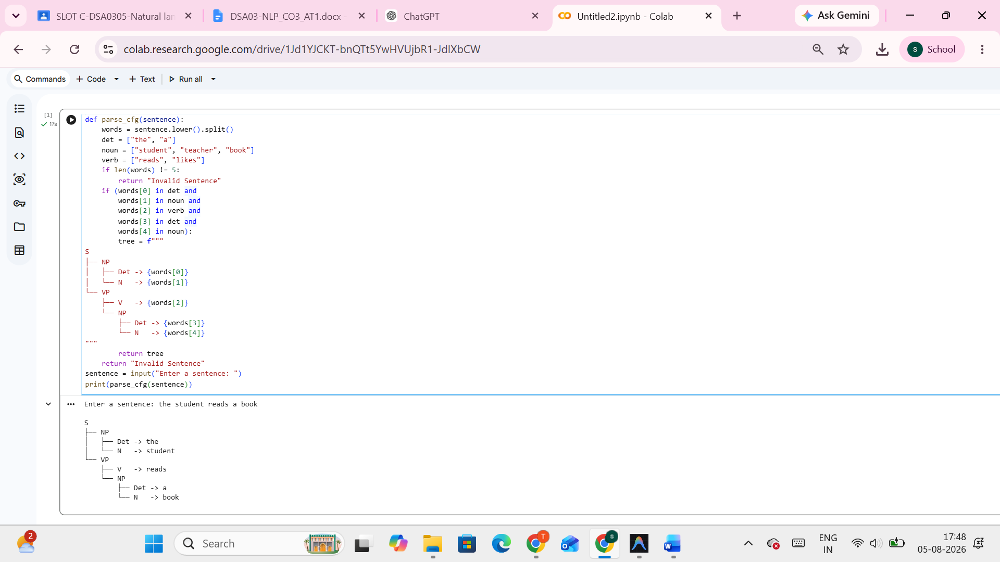 SLOT C-DSA0305-Natural lan
DSA03-NLP_CO3_AT1.docx -
ChatGPT
Untitled2.ipynb - Colab
Ask Gemini
colab.research.google.com/drive/1Jd1YJCKT-bnQTt5YwHVUjbR1-JdIXbCW
S School
Commands + Code + Text Run all
[1]
17s
def parse_cfg(sentence):
    words = sentence.lower().split()
    det = ["the", "a"]
    noun = ["student", "teacher", "book"]
    verb = ["reads", "likes"]
    if len(words) != 5:
        return "Invalid Sentence"
    if (words[0] in det and
        words[1] in noun and
        words[2] in verb and
        words[3] in det and
        words[4] in noun):
        tree = f"""
S
├── NP
│   ├── Det -> {words[0]}
│   └── N   -> {words[1]}
└── VP
    ├── V   -> {words[2]}
    └── NP
        ├── Det -> {words[3]}
        └── N   -> {words[4]}
"""
        return tree
    return "Invalid Sentence"
sentence = input("Enter a sentence: ")
print(parse_cfg(sentence))
Enter a sentence: the student reads a book
S
├── NP
│   ├── Det -> the
│   └── N   -> student
└── VP
    ├── V   -> reads
    └── NP
        ├── Det -> a
        └── N   -> book
2
Search
T
S
W
ENG
IN
17:48
05-08-2026